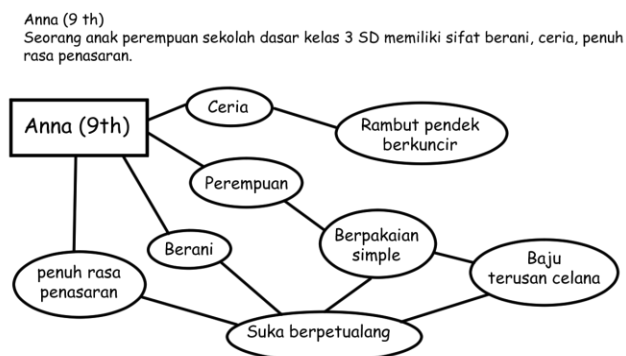 Anna (9 th)
Seorang anak perempuan sekolah dasar kelas 3 SD memiliki sifat berani, ceria, penuh
rasa penasaran.
Anna (9th)
Ceria
Rambut pendek
berkuncir
Perempuan
Berani
Berpakaian
simple
Baju
terusan celana
penuh rasa
penasaran
Suka berpetualang